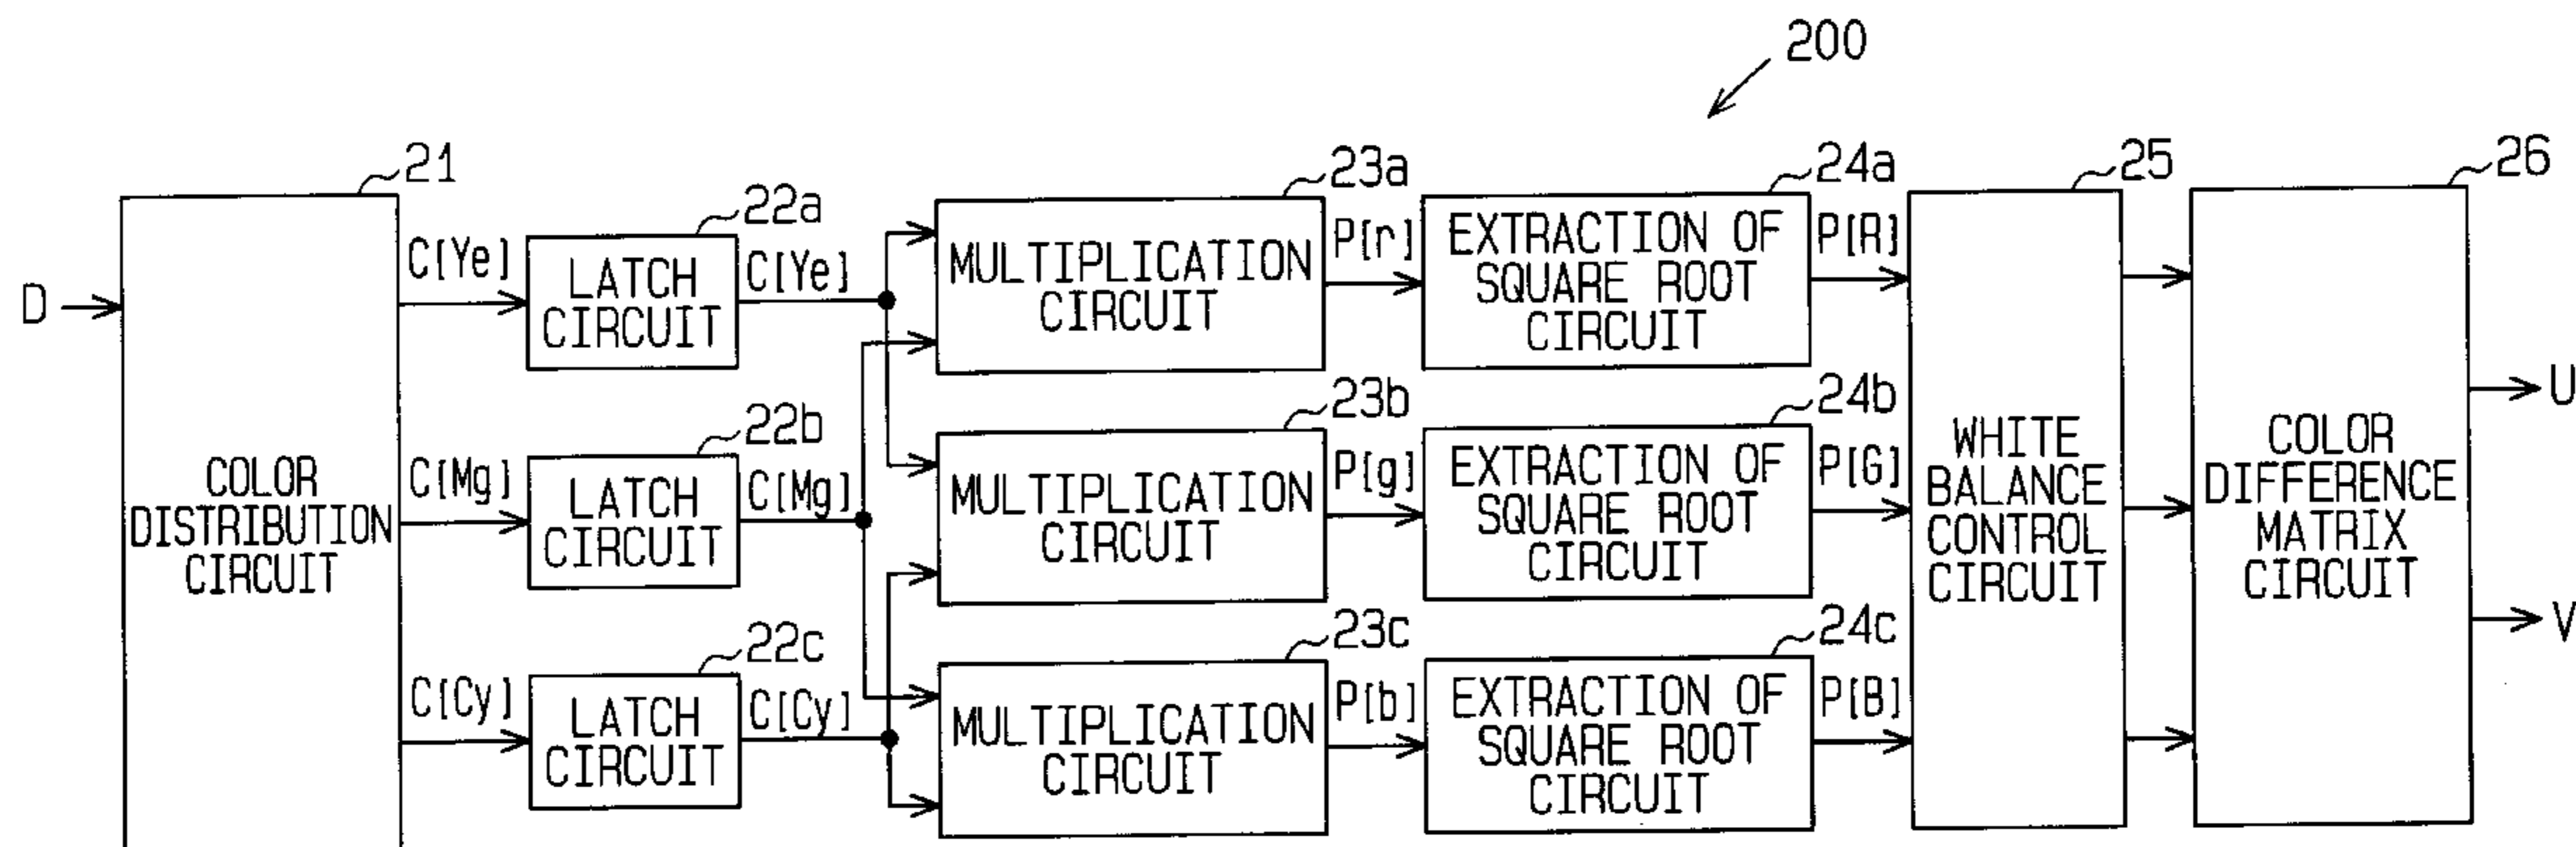 200
21
22a
23a
24a
25
26
D
C[Ye]
LATCH
CIRCUIT
C[Ye]
MULTIPLICATION
CIRCUIT
P[r]
EXTRACTION OF
SQUARE ROOT
CIRCUIT
P[R]
22b
23b
24b
COLOR
DISTRIBUTION
CIRCUIT
C[Mg]
LATCH
CIRCUIT
C[Mg]
MULTIPLICATION
CIRCUIT
P[g]
EXTRACTION OF
SQUARE ROOT
CIRCUIT
P[G]
WHITE
BALANCE
CONTROL
CIRCUIT
COLOR
DIFFERENCE
MATRIX
CIRCUIT
U
V
22c
23c
24c
C[Cy]
LATCH
CIRCUIT
C[Cy]
MULTIPLICATION
CIRCUIT
P[b]
EXTRACTION OF
SQUARE ROOT
CIRCUIT
P[B]